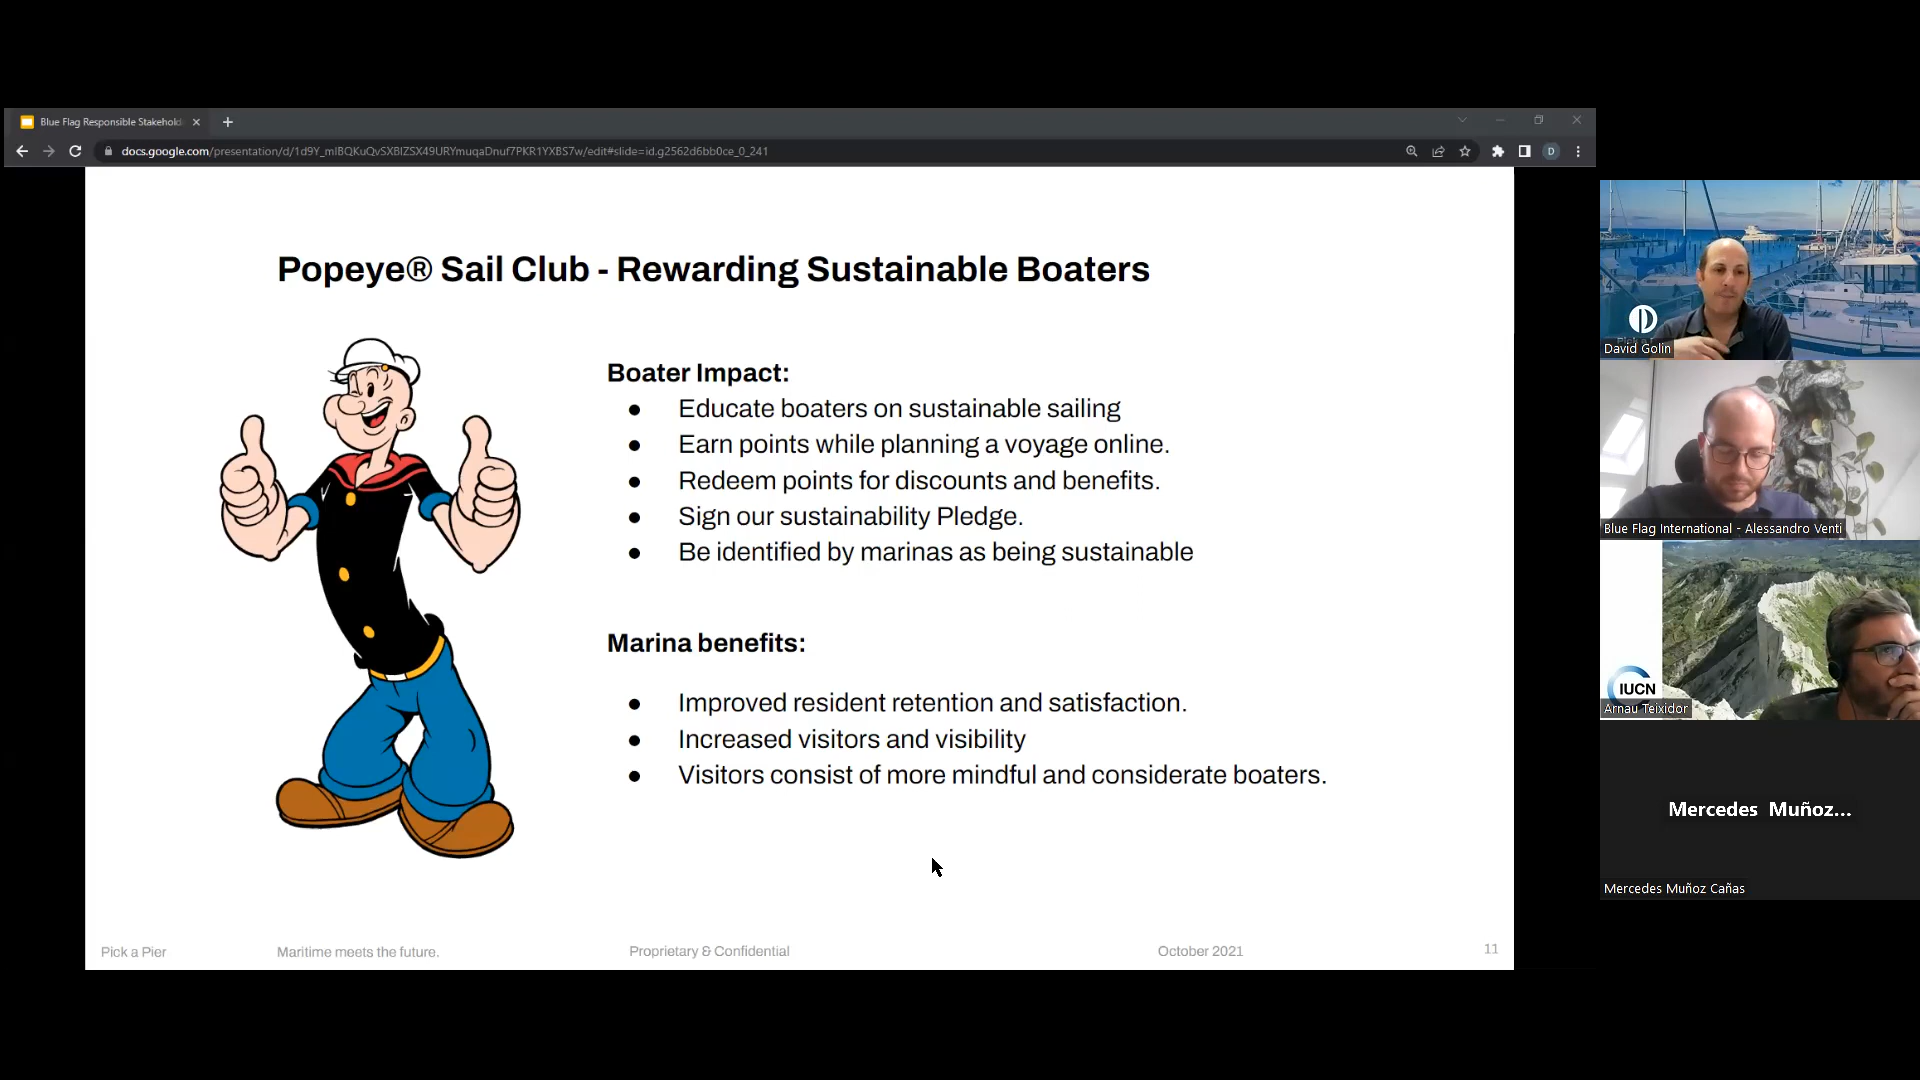 Blue Flag Responsible Stakehold
docs.google.com/presentation/d/1d9Y_mIBQKuQvSXBIZSX49URYmuqaDnuf7PKR1YXBS7w/edit#slide=id.g2562d6bb0ce_0_241
D
Popeye® Sail Club - Rewarding Sustainable Boaters
Boater Impact:
● Educate boaters on sustainable sailing
● Earn points while planning a voyage online.
● Redeem points for discounts and benefits.
● Sign our sustainability Pledge.
● Be identified by marinas as being sustainable
Marina benefits:
● Improved resident retention and satisfaction.
● Increased visitors and visibility
● Visitors consist of more mindful and considerate boaters.
Pick a Pier
Maritime meets the future.
Proprietary & Confidential
October 2021
11
David Golin
Blue Flag International - Alessandro Venti
IUCN
Arnau Teixidor
Mercedes Muñoz...
Mercedes Muñoz Cañas